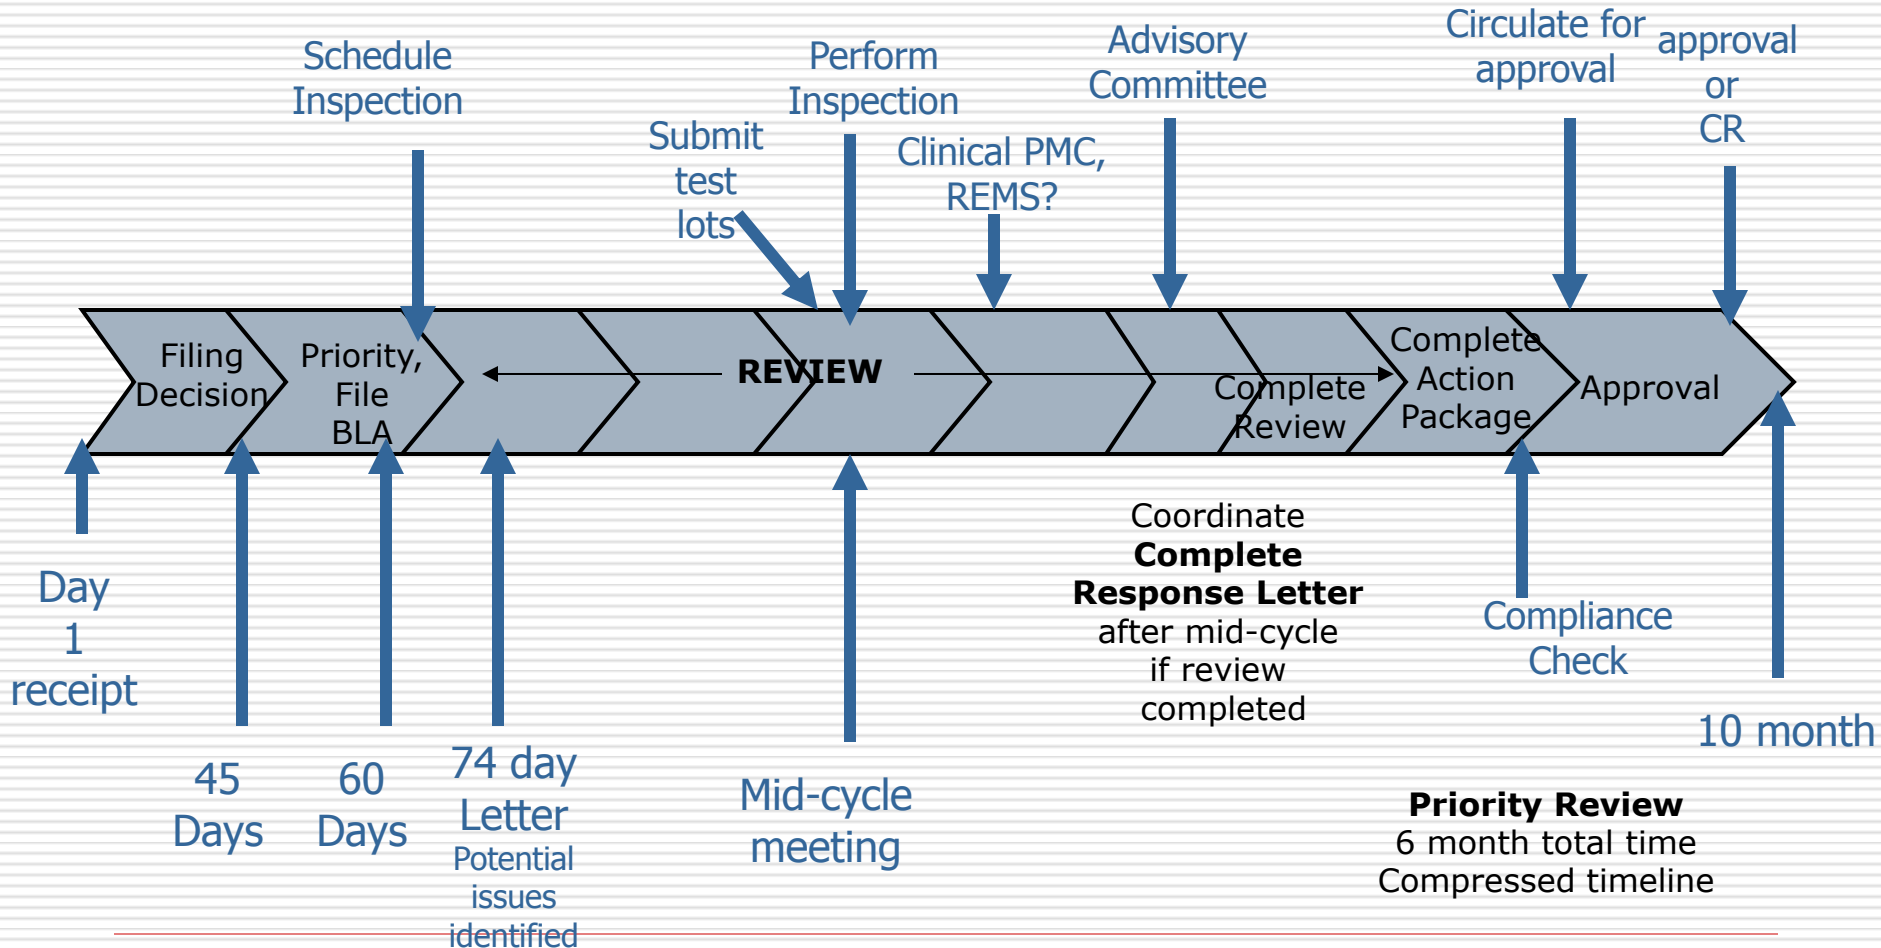 Schedule
Inspection
Submit
test
lots
Perform
Inspection
Clinical PMC,
REMS?
Advisory
Committee
Circulate for
approval
approval
or
CR
Filing
Decision
Priority,
File
BLA
REVIEW
Complete
Review
Complete
Action
Package
Approval
Day
1
receipt
45
Days
60
Days
74 day
Letter
Potential
issues
identified
Mid-cycle
meeting
Coordinate
Complete
Response Letter
after mid-cycle
if review
completed
Compliance
Check
10 month
Priority Review
6 month total time
Compressed timeline